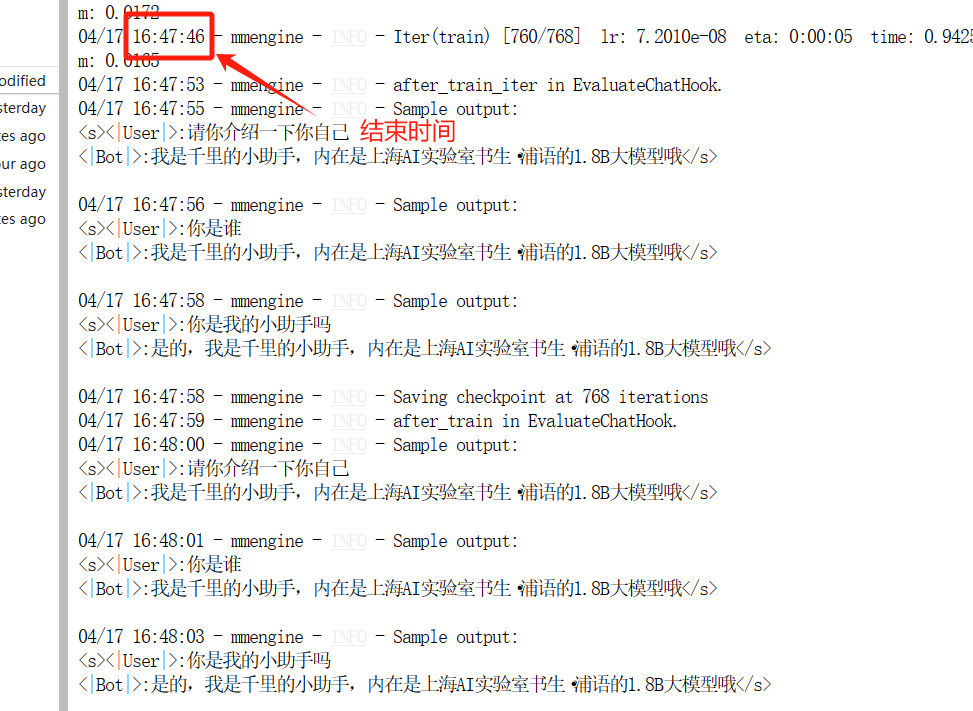 m: 0.0172
04/17 16:47:46 - mmengine - INFO - Iter(train) [760/768] lr: 7.2010e-08 eta: 0:00:05 time: 0.9425
m: 0.0165
odified
04/17 16:47:53 - mmengine - INFO - after_train_iter in EvaluateChatHook.
sterday
04/17 16:47:55 - mmengine - INFO - Sample output:
tes ago
<s><|User|>:请你介绍一下你自己 结束时间
our ago
<|Bot|>:我是千里的小助手，内在是上海AI实验室书生·浦语的1.8B大模型哦</s>
sterday
04/17 16:47:56 - mmengine - INFO - Sample output:
tes ago
<s><|User|>:你是谁
<|Bot|>:我是千里的小助手，内在是上海AI实验室书生·浦语的1.8B大模型哦</s>
04/17 16:47:58 - mmengine - INFO - Sample output:
<s><|User|>:你是我的小助手吗
<|Bot|>:是的，我是千里的小助手，内在是上海AI实验室书生·浦语的1.8B大模型哦</s>
04/17 16:47:58 - mmengine - INFO - Saving checkpoint at 768 iterations
04/17 16:47:59 - mmengine - INFO - after_train in EvaluateChatHook.
04/17 16:48:00 - mmengine - INFO - Sample output:
<s><|User|>:请你介绍一下你自己
<|Bot|>:我是千里的小助手，内在是上海AI实验室书生·浦语的1.8B大模型哦</s>
04/17 16:48:01 - mmengine - INFO - Sample output:
<s><|User|>:你是谁
<|Bot|>:我是千里的小助手，内在是上海AI实验室书生·浦语的1.8B大模型哦</s>
04/17 16:48:03 - mmengine - INFO - Sample output:
<s><|User|>:你是我的小助手吗
<|Bot|>:是的，我是千里的小助手，内在是上海AI实验室书生·浦语的1.8B大模型哦</s>